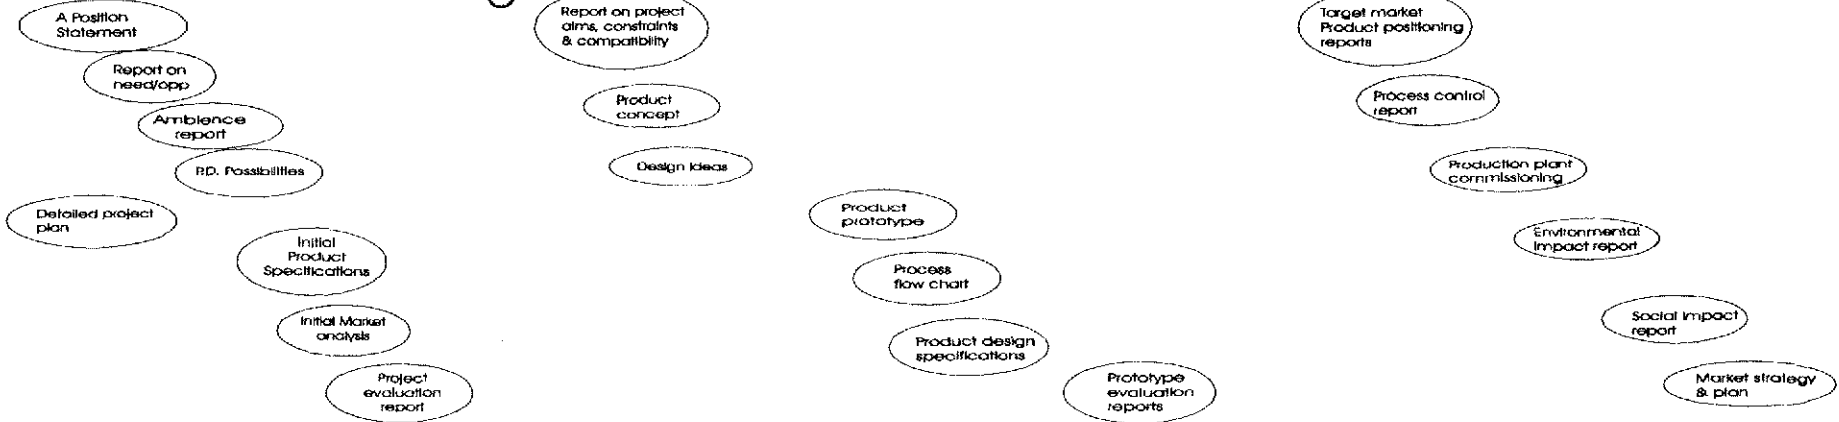 A Position
Statement
Report on
need/opp
Ambience
report
P.D. Possibilities
Detailed project
plan
Initial
Product
Specifications
Initial Market
analysis
Project
evaluation
report
Report on project
aims, constraints
& compatibility
Product
concept
Design ideas
Product
prototype
Process
flow chart
Product design
specifications
Prototype
evaluation
reports
Target market
Product positioning
reports
Process control
report
Production plant
commissioning
Environmental
impact report
Social impact
report
Market strategy
& plan